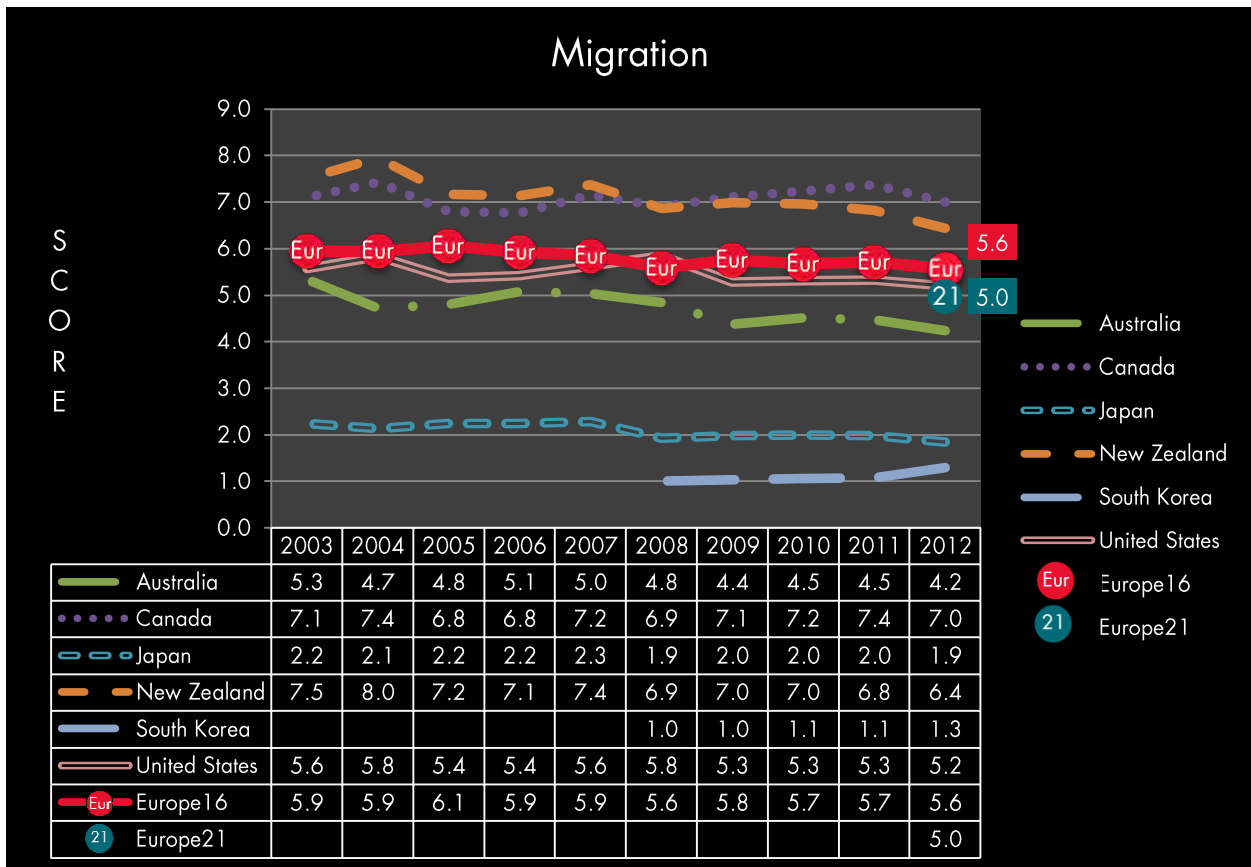 Migration
9.0
8.0
7.0
6.0
5.0
4.0
3.0
2.0
1.0
0.0
SCORE
Eur Eur Eur Eur Eur Eur Eur Eur Eur Eur
5.6
21 5.0
Australia
Canada
Japan
New Zealand
South Korea
United States
Eur Europe16
21 Europe21
2003 2004 2005 2006 2007 2008 2009 2010 2011 2012
Australia 5.3 4.7 4.8 5.1 5.0 4.8 4.4 4.5 4.5 4.2
Canada 7.1 7.4 6.8 6.8 7.2 6.9 7.1 7.2 7.4 7.0
Japan 2.2 2.1 2.2 2.2 2.3 1.9 2.0 2.0 2.0 1.9
New Zealand 7.5 8.0 7.2 7.1 7.4 6.9 7.0 7.0 6.8 6.4
South Korea 1.0 1.0 1.1 1.1 1.3
United States 5.6 5.8 5.4 5.4 5.6 5.8 5.3 5.3 5.3 5.2
Eur Europe16 5.9 5.9 6.1 5.9 5.9 5.6 5.8 5.7 5.7 5.6
21 Europe21 5.0